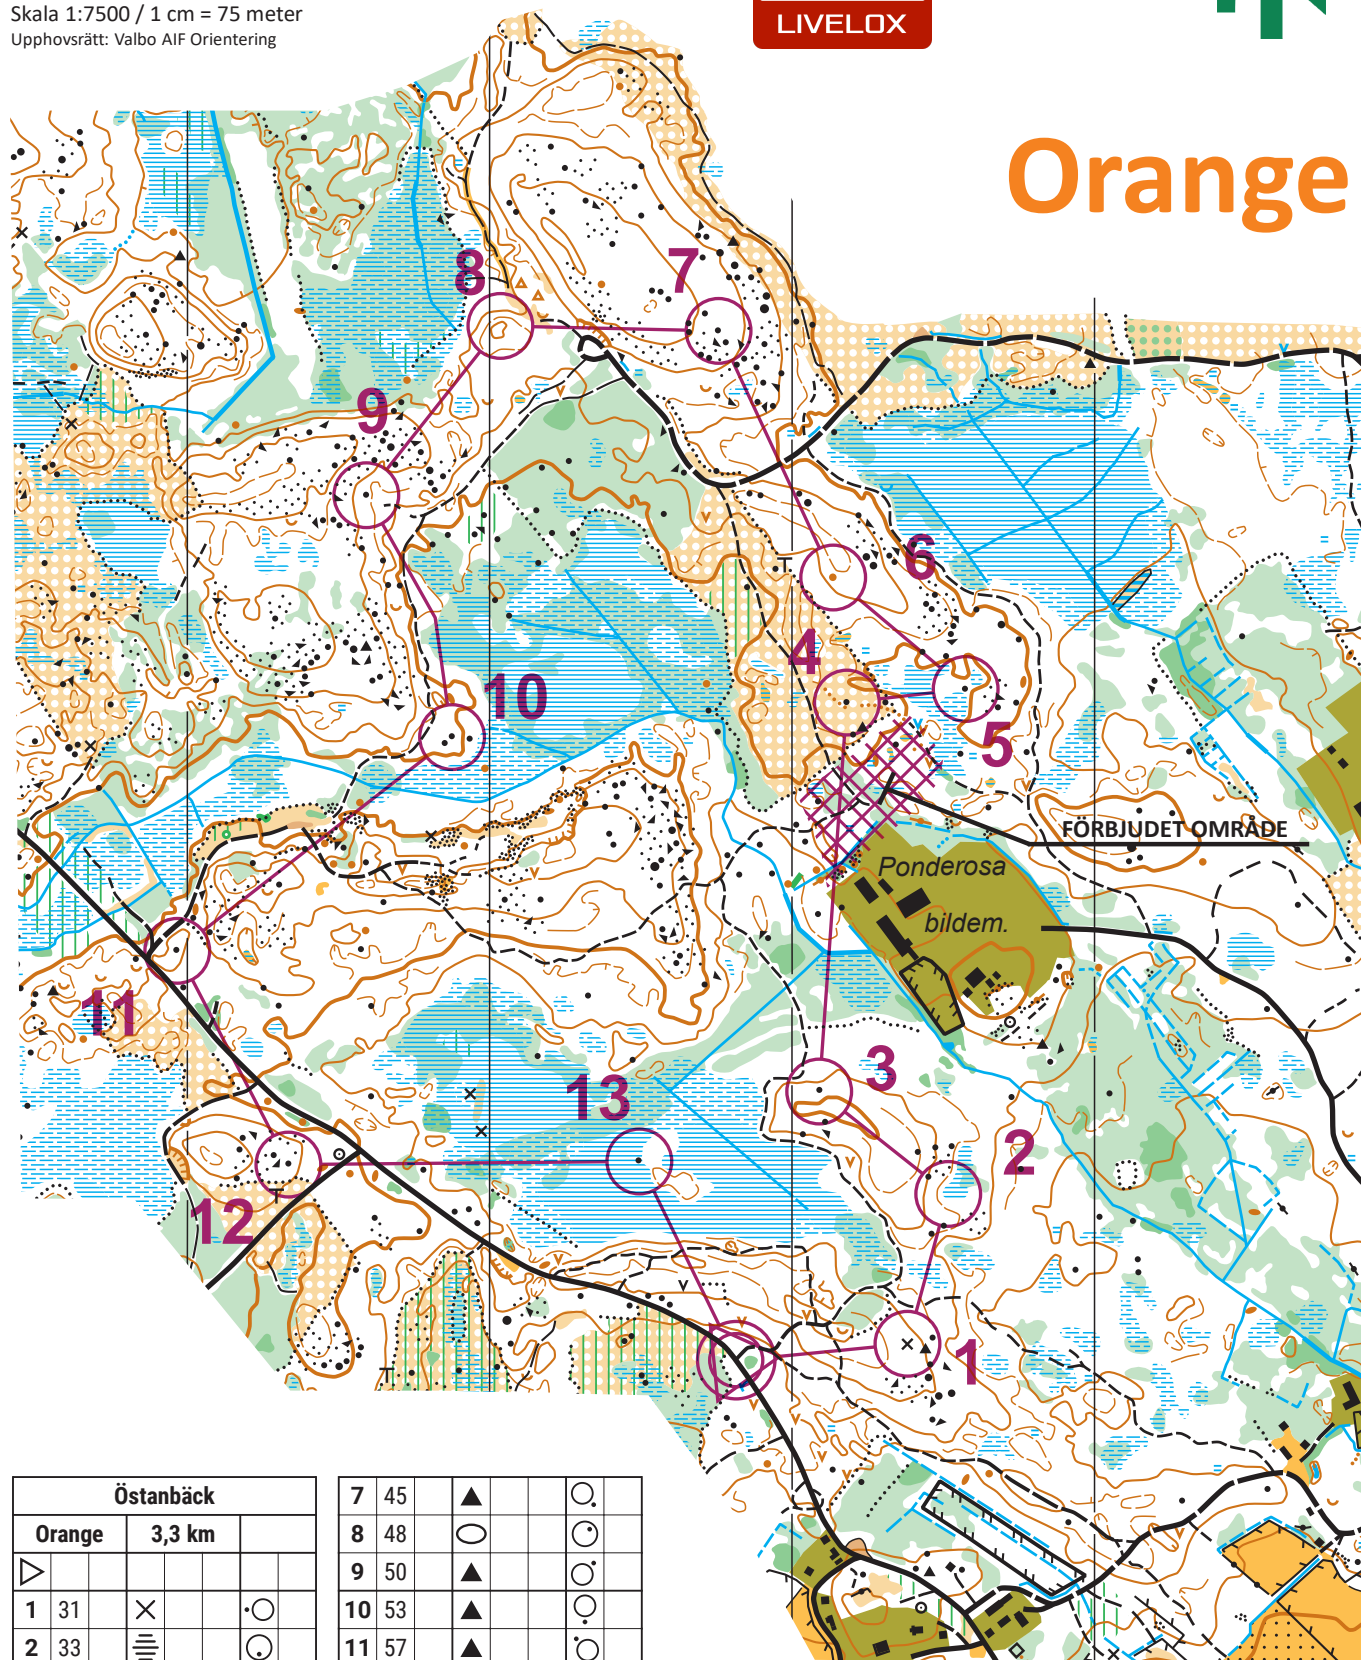 Skala 1:7500 / 1 cm = 75 meter
Upphovsrätt: Valbo AIF Orientering
LIVELOX
Orange
8
7
9
6
4
10
5
FÖRBJUDET OMRÅDE
Ponderosa
bildem.
11
3
13
2
12
1
Östanbäck
Orange 3,3 km
1 31
2 33
7 45
8 48
9 50
10 53
11 57